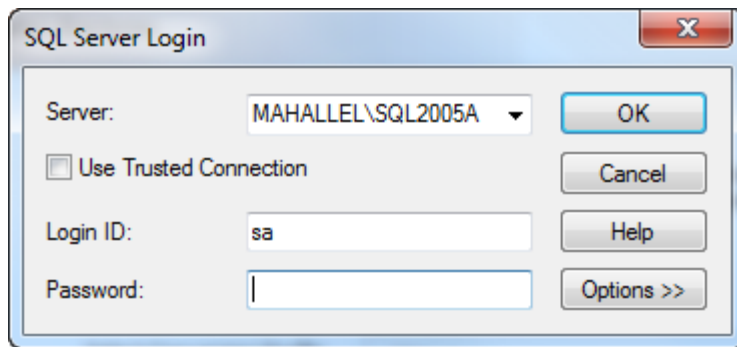 SQL Server Login
Server: MAHALLEL\SQL2005A OK
Use Trusted Connection Cancel
Login ID: sa Help
Password: Options >>